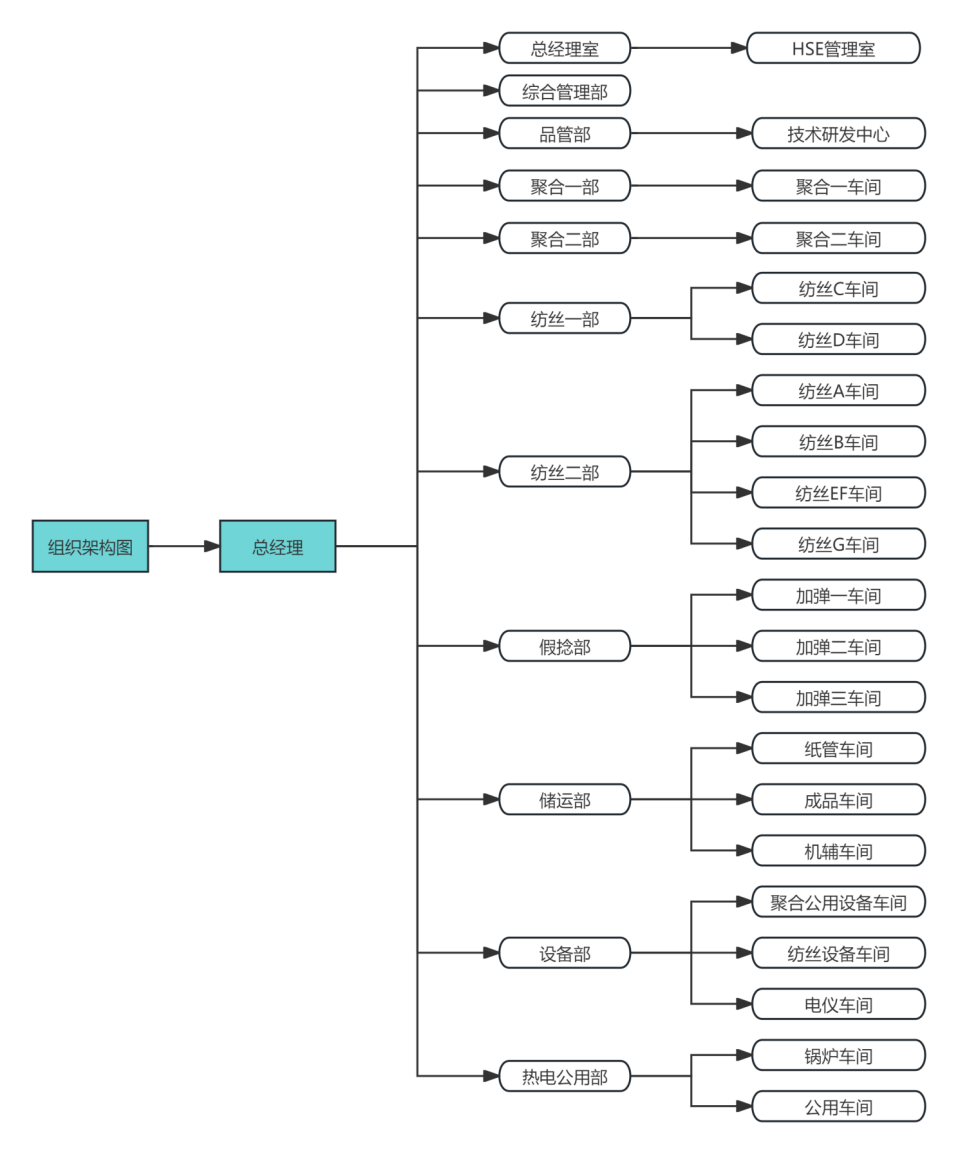 组织架构图
总经理
总经理室
HSE管理室
综合管理部
品管部
技术研发中心
聚合一部
聚合一车间
聚合二部
聚合二车间
纺丝一部
纺丝C车间
纺丝D车间
纺丝二部
纺丝A车间
纺丝B车间
纺丝EF车间
纺丝G车间
假捻部
加弹一车间
加弹二车间
加弹三车间
储运部
纸管车间
成品车间
机辅车间
设备部
聚合公用设备车间
纺丝设备车间
电仪车间
热电公用部
锅炉车间
公用车间